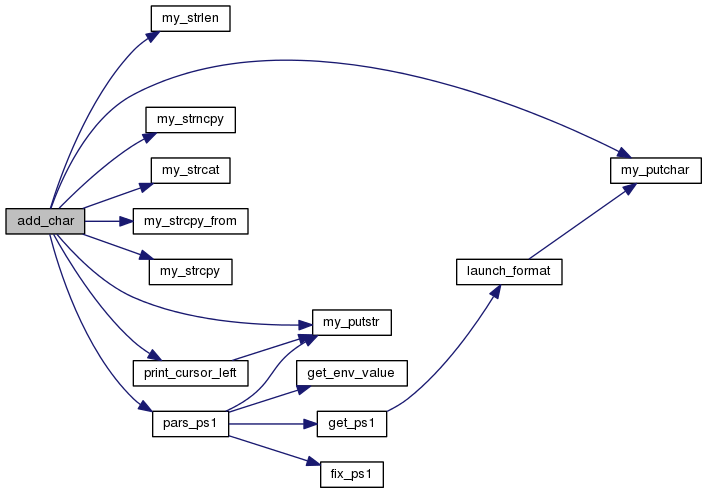 my_strlen
my_strncpy
my_putchar
my_strcat
add_char
my_strcpy_from
my_strcpy
launch_format
my_putstr
print_cursor_left
get_env_value
pars_ps1
get_ps1
fix_ps1